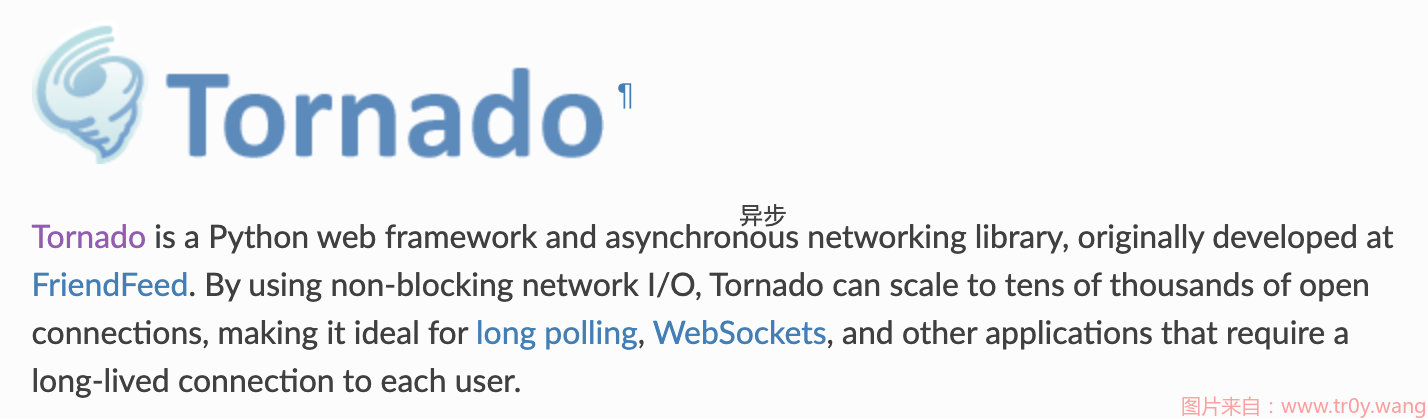 Tornado¶
异步
Tornado is a Python web framework and asynchronous networking library, originally developed at
FriendFeed. By using non-blocking network I/O, Tornado can scale to tens of thousands of open
connections, making it ideal for long polling, WebSockets, and other applications that require a
long-lived connection to each user.
图片来自：www.tr0y.wang